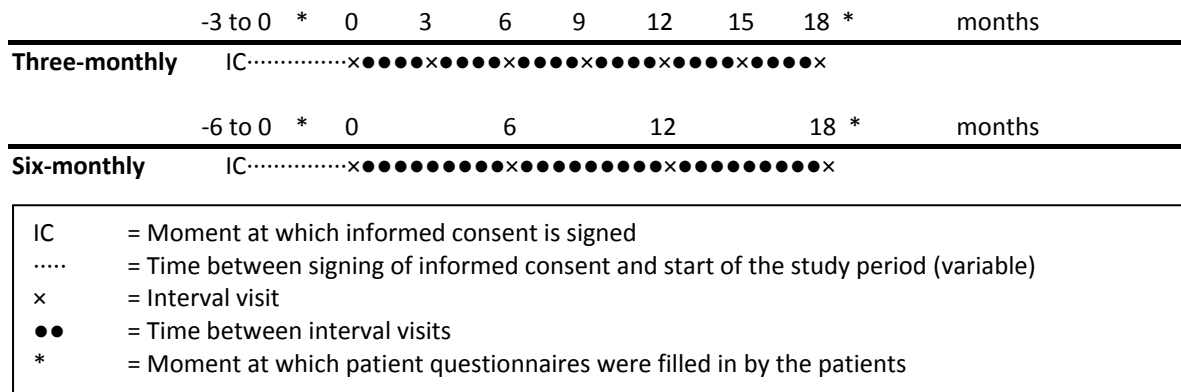 -3 to 0 * 0 3 6 9 12 15 18 * months
Three-monthly IC···············×●●●●×●●●●×●●●●×●●●●×●●●●×●●●●×
-6 to 0 * 0 6 12 18 * months
Six-monthly IC···············×●●●●●●●●●×●●●●●●●●●×●●●●●●●●●×
IC = Moment at which informed consent is signed
····· = Time between signing of informed consent and start of the study period (variable)
× = Interval visit
●● = Time between interval visits
* = Moment at which patient questionnaires were filled in by the patients